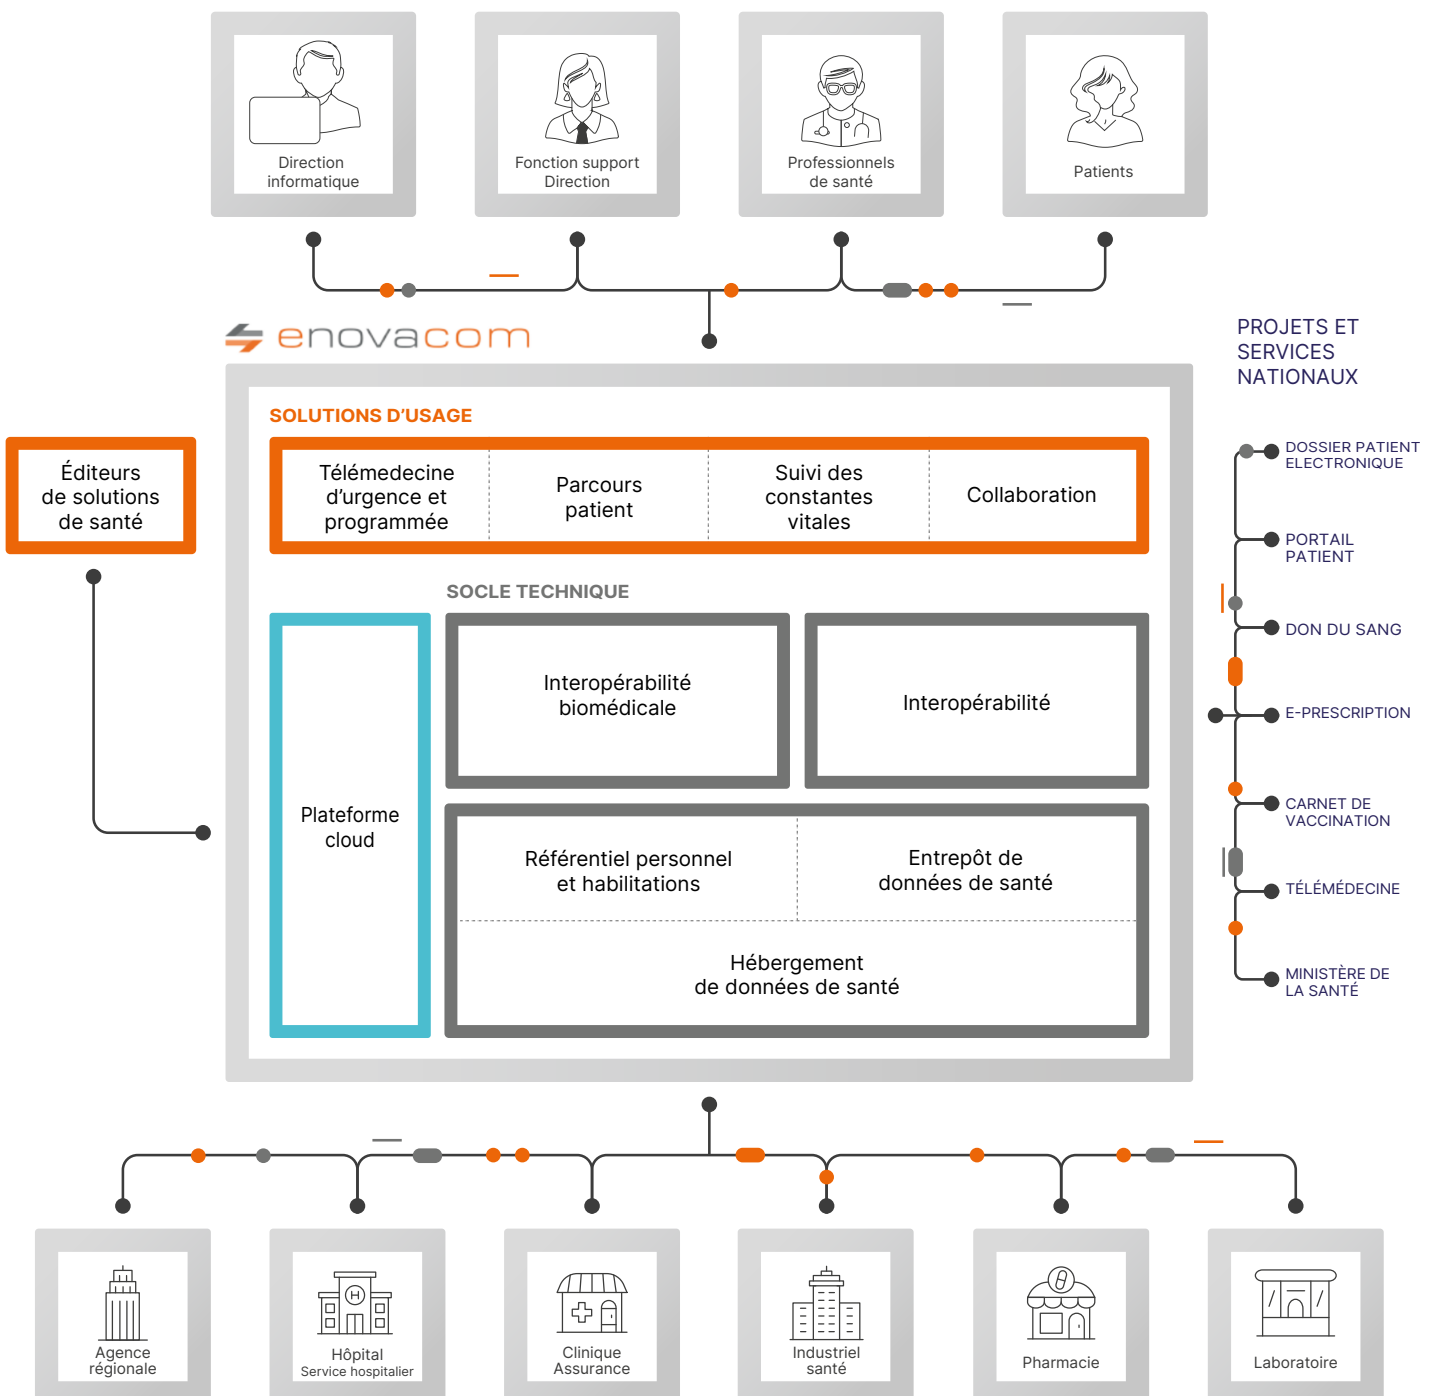 Direction
informatique
Fonction support
Direction
Professionnels
de santé
Patients
enovacom
PROJETS ET
SERVICES
NATIONAUX
SOLUTIONS D'USAGE
Éditeurs
de solutions
de santé
Télémedecine
d'urgence et
programmée
Parcours
patient
Suivi des
constantes
vitales
Collaboration
DOSSIER PATIENT
ELECTRONIQUE
PORTAIL
PATIENT
DON DU SANG
E-PRESCRIPTION
CARNET DE
VACCINATION
TÉLÉMÉDECINE
MINISTÈRE DE
LA SANTÉ
SOCLE TECHNIQUE
Plateforme
cloud
Interopérabilité
biomédicale
Interopérabilité
Référentiel personnel
et habilitations
Entrepôt de
données de santé
Hébergement
de données de santé
Agence
régionale
H
Hôpital
Service hospitalier
Clinique
Assurance
Industriel
santé
Pharmacie
Laboratoire